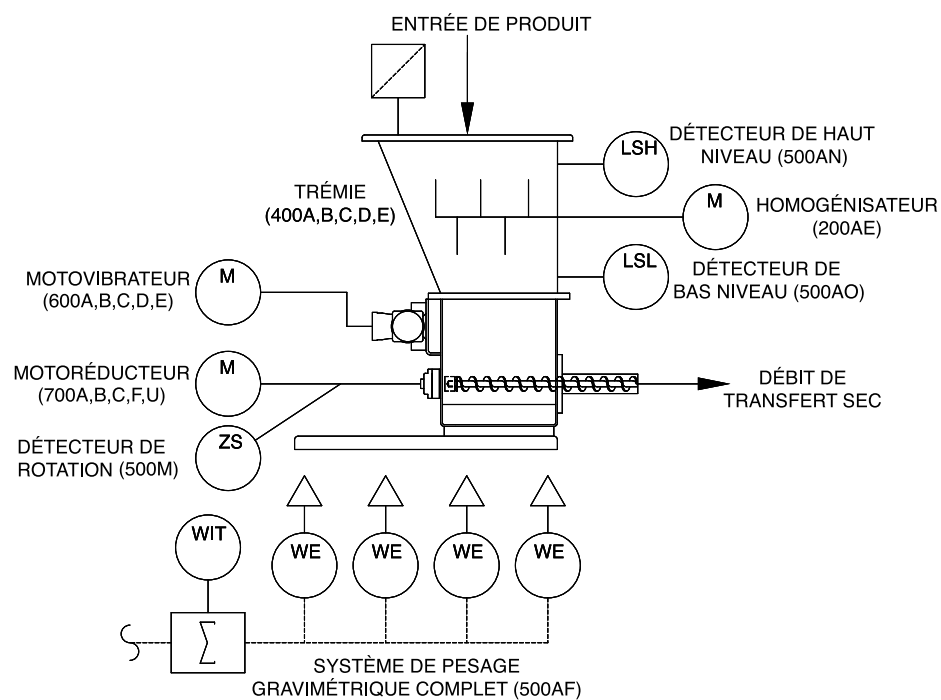 ENTRÉE DE PRODUIT
LSH
DÉTECTEUR DE HAUT
NIVEAU (500AN)
TRÉMIE
(400A,B,C,D,E)
M
HOMOGÉNISATEUR
(200AE)
LSL
DÉTECTEUR DE
BAS NIVEAU (500AO)
MOTOVIBRATEUR
(600A,B,C,D,E)
M
MOTORÉDUCTEUR
(700A,B,C,F,U)
M
DÉBIT DE
TRANSFERT SEC
DÉTECTEUR DE
ROTATION (500M)
ZS
WIT
WE
WE
WE
WE
Σ
SYSTÈME DE PESAGE
GRAVIMÉTRIQUE COMPLET (500AF)